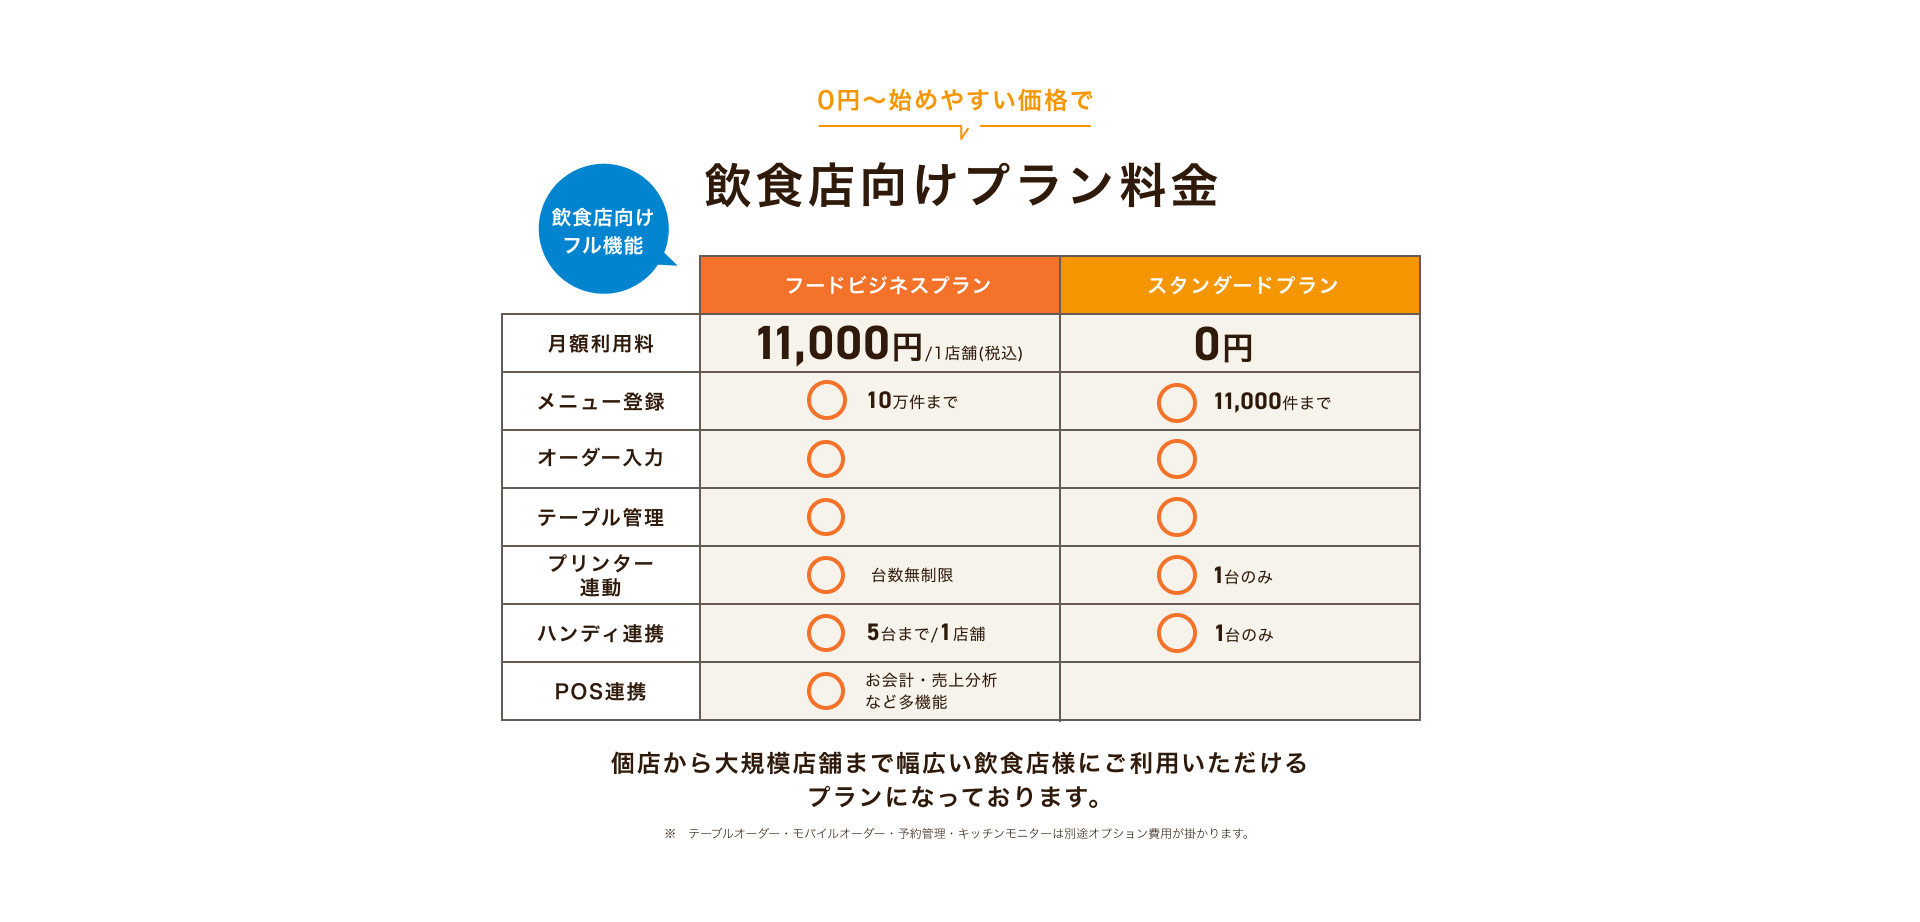 0円〜始めやすい価格で
飲食店向けプラン料金
飲食店向け
フル機能
フードビジネスプラン スタンダードプラン
月額利用料 11,000円/1店舗(税込) 0円
メニュー登録 10万件まで 11,000件まで
オーダー入力
テーブル管理
プリンター
連動 台数無制限 1台のみ
ハンディ連携 5台まで/1店舗 1台のみ
POS連携 お会計・売上分析
など多機能
個店から大規模店舗まで幅広い飲食店様にご利用いただける
プランになっております。
※ テーブルオーダー・モバイルオーダー・予約管理・キッチンモニターは別途オプション費用が掛かります。